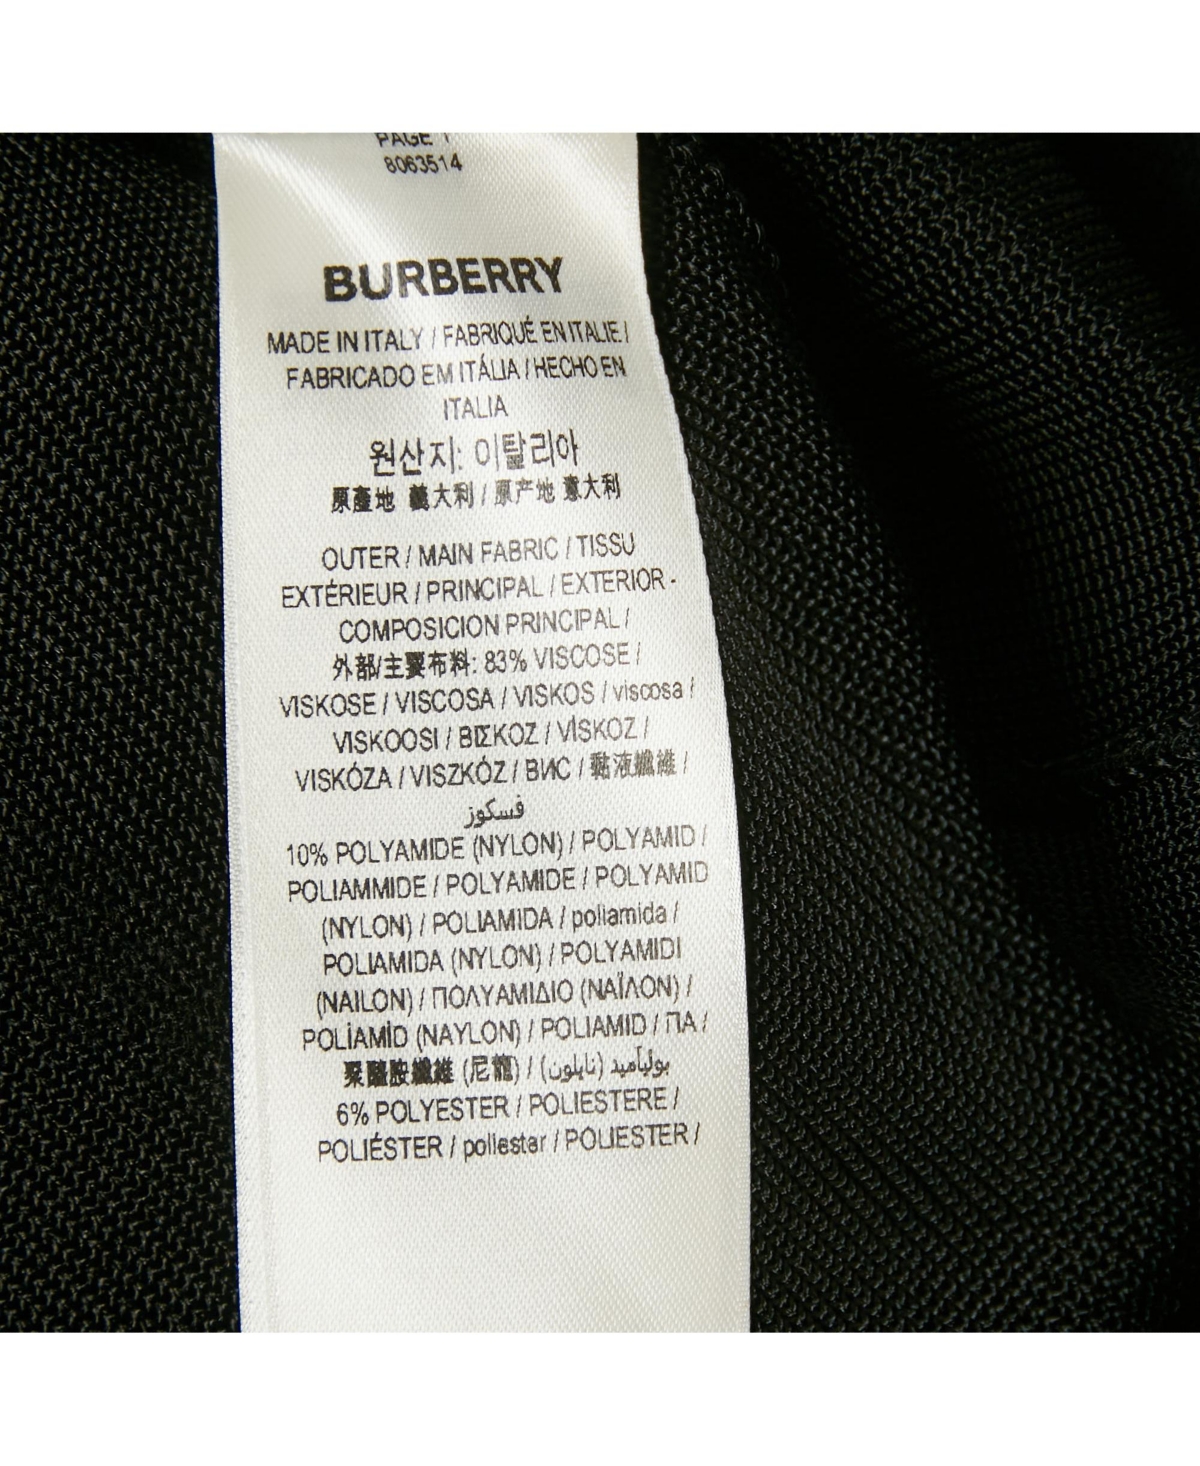 PAGE 1
8063514
BURBERRY
MADE IN ITALY / FABRIQUÉ EN ITALIE /
FABRICADO EM ITÁLIA / HECHO EN
ITALIA
원산지: 이탈리아
原產地 義大利 / 原产地 意大利
OUTER / MAIN FABRIC / TISSU
EXTÉRIEUR / PRINCIPAL / EXTERIOR -
COMPOSICION PRINCIPAL /
外部/主要布料: 83% VISCOSE /
VISKOSE / VISCOSA / VISKOS / viscosa /
VISKOOSI / ΒΙΣΚΟΖ / VİSKOZ /
VISKÓZA / VISZKÓZ / ВИС / 黏液纖維 /
فسكوز
10% POLYAMIDE (NYLON) / POLYAMID /
POLIAMMIDE / POLYAMIDE / POLYAMID
(NYLON) / POLIAMIDA / poliamida /
POLIAMIDA (NYLON) / POLYAMIDI
(NAILON) / ΠΟΛΥΑΜΙΔΙΟ (ΝΑΪΛΟΝ) /
POLİAMİD (NAYLON) / POLIAMID / ПА /
聚醯胺纖維 (尼龍) / بوليآميد (نايلون)
6% POLYESTER / POLIESTERE /
POLIÉSTER / poliestar / POLIESTER /